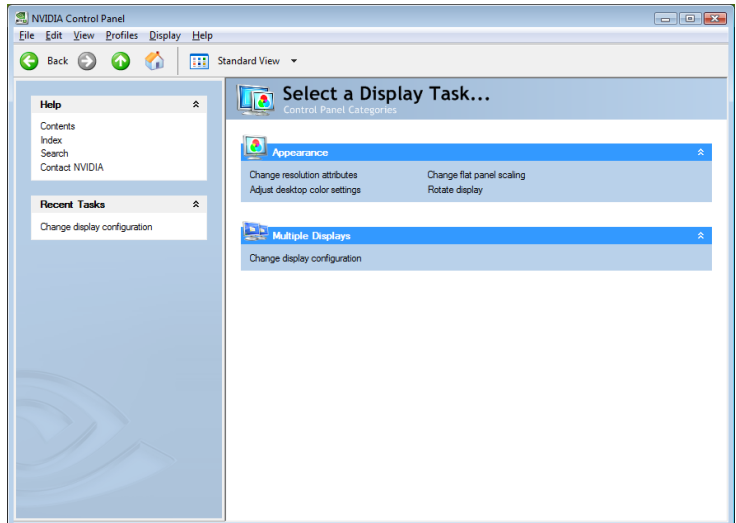 NVIDIA Control Panel
File Edit View Profiles Display Help
Back Standard View
Help
Contents
Index
Search
Contact NVIDIA
Recent Tasks
Change display configuration
Select a Display Task...
Control Panel Categories
Appearance
Change resolution attributes Change flat panel scaling
Adjust desktop color settings Rotate display
Multiple Displays
Change display configuration